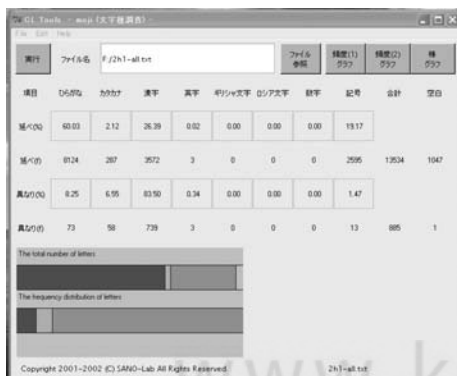 CL Tools - moji (文字種調査) -
File Edit Help
実行 ファイル名 F:/2h1-all.txt ファイル参照 頻度(1)グラフ 頻度(2)グラフ 棒グラフ
項目 ひらがな カタカナ 漢字 英字 ギリシャ文字 ロシア文字 数字 記号 合計 空白
延べ(%) 60.03 2.12 26.39 0.02 0.00 0.00 0.00 19.17
延べ(f) 8124 287 3572 3 0 0 0 2595 13534 1047
異なり(%) 8.25 6.55 83.50 0.34 0.00 0.00 0.00 1.47
異なり(f) 73 58 739 3 0 0 0 13 885 1
The total number of letters
The frequency distribution of letters
Copyright 2001-2002 (C) SANO-Lab All Rights Reserved. 2h1-all.txt
www.k